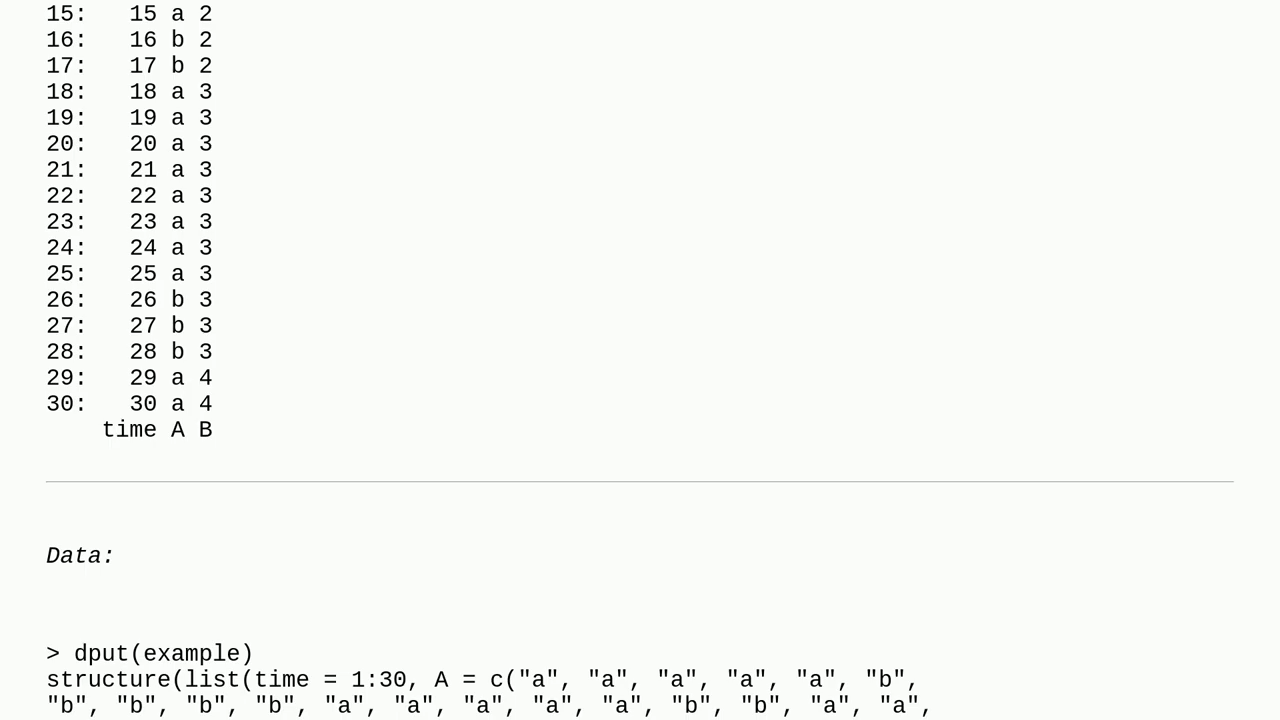 15:   15 a 2
16:   16 b 2
17:   17 b 2
18:   18 a 3
19:   19 a 3
20:   20 a 3
21:   21 a 3
22:   22 a 3
23:   23 a 3
24:   24 a 3
25:   25 a 3
26:   26 b 3
27:   27 b 3
28:   28 b 3
29:   29 a 4
30:   30 a 4
    time A B
Data:
> dput(example)
structure(list(time = 1:30, A = c("a", "a", "a", "a", "a", "b",
"b", "b", "b", "b", "a", "a", "a", "a", "a", "b", "b", "a", "a",